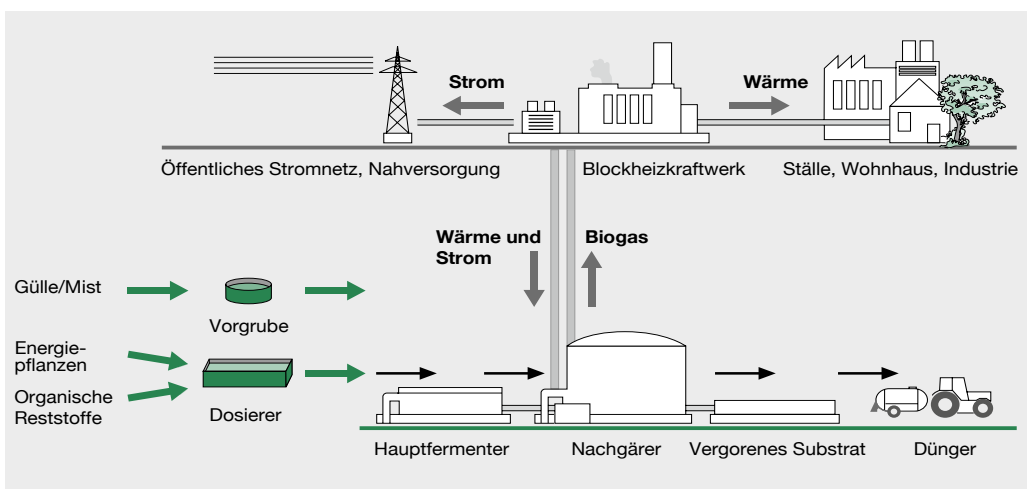 Strom
Wärme
Öffentliches Stromnetz, Nahversorgung
Blockheizkraftwerk
Ställe, Wohnhaus, Industrie
Wärme und
Strom
Biogas
Gülle/Mist
Vorgrube
Energie-
pflanzen
Organische
Reststoffe
Dosierer
Hauptfermenter
Nachgärer
Vergorenes Substrat
Dünger